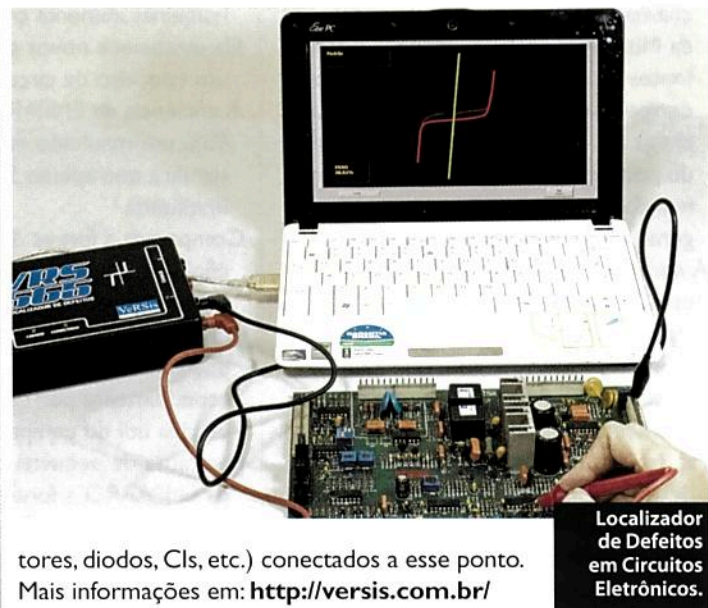 Eee PC
VRS
666
LOCALIZADOR DE DEFEITOS
VeRSis
Localizador
de Defeitos
em Circuitos
Eletrônicos.
tores, diodos, CIs, etc.) conectados a esse ponto.
Mais informações em: http://versis.com.br/